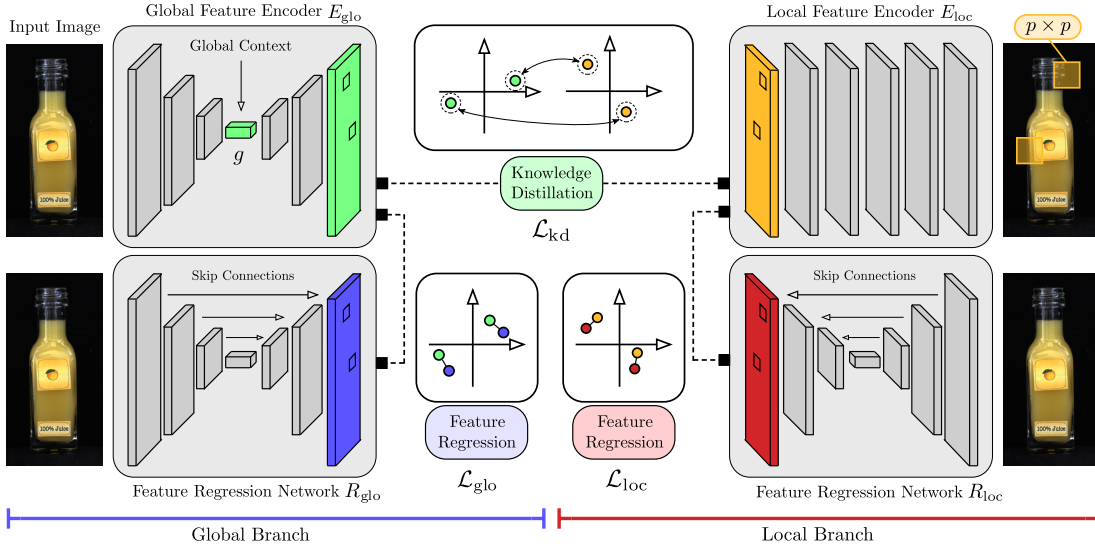 Input Image
Global Feature Encoder E_glo
Local Feature Encoder E_loc
p × p
Global Context
g
100% Juice
100% Juice
Knowledge
Distillation
L_kd
Skip Connections
Skip Connections
100% Juice
100% Juice
Feature
Regression
Feature
Regression
L_glo
L_loc
Feature Regression Network R_glo
Feature Regression Network R_loc
Global Branch
Local Branch